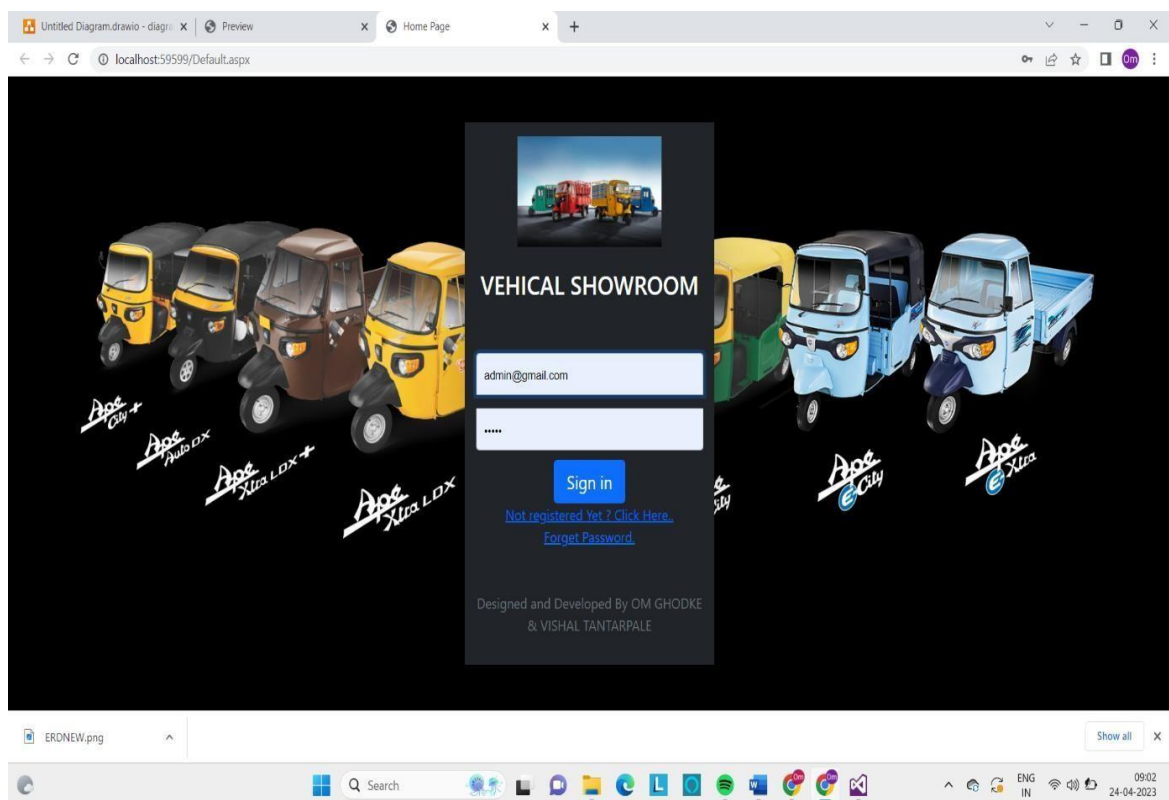 Untitled Diagram.drawio - diagra
Preview
Home Page
localhost:59599/Default.aspx
Om
VEHICAL SHOWROOM
admin@gmail.com
•••••
Sign in
Not registered Yet ? Click Here..
Forget Password.
Designed and Developed By OM GHODKE
& VISHAL TANTARPALE
Ape
City +
Ape
Auto DX
Ape
Xtra LDX +
Ape
Xtra LDX
City
Ape
E-City
Ape
E-Xtra
ERDNEW.png
Show all
Search
ENG
IN
09:02
24-04-2023